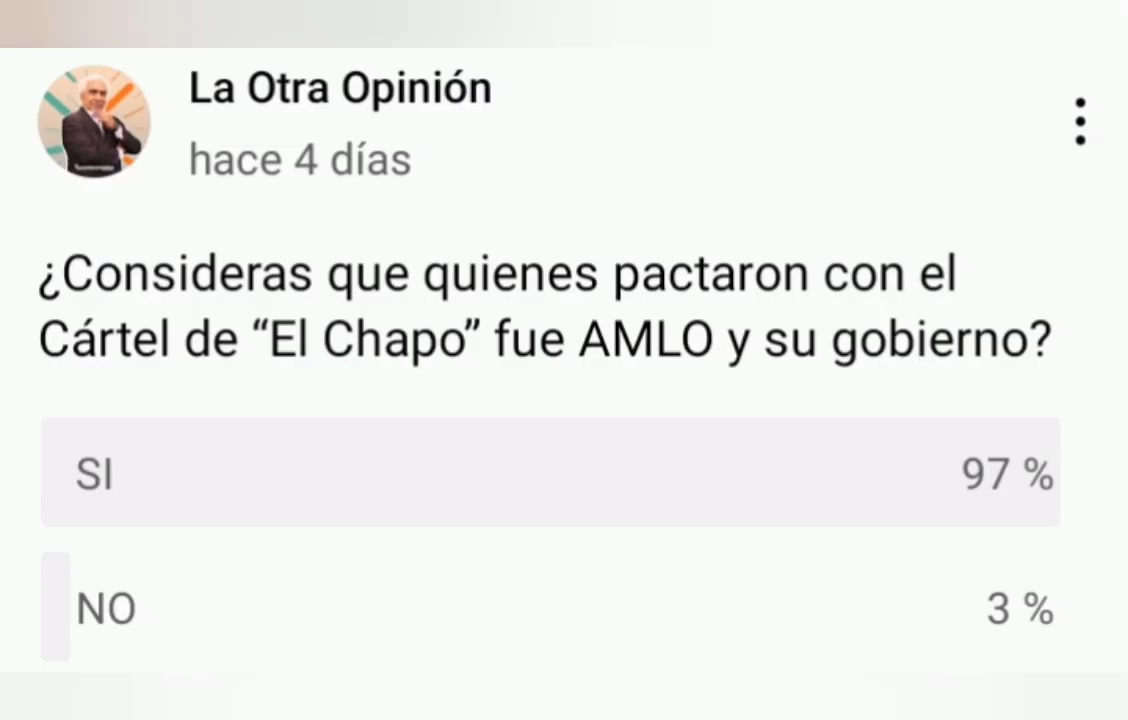 La Otra Opinión
hace 4 días
¿Consideras que quienes pactaron con el
Cártel de “El Chapo” fue AMLO y su gobierno?
SI 97 %
NO 3 %